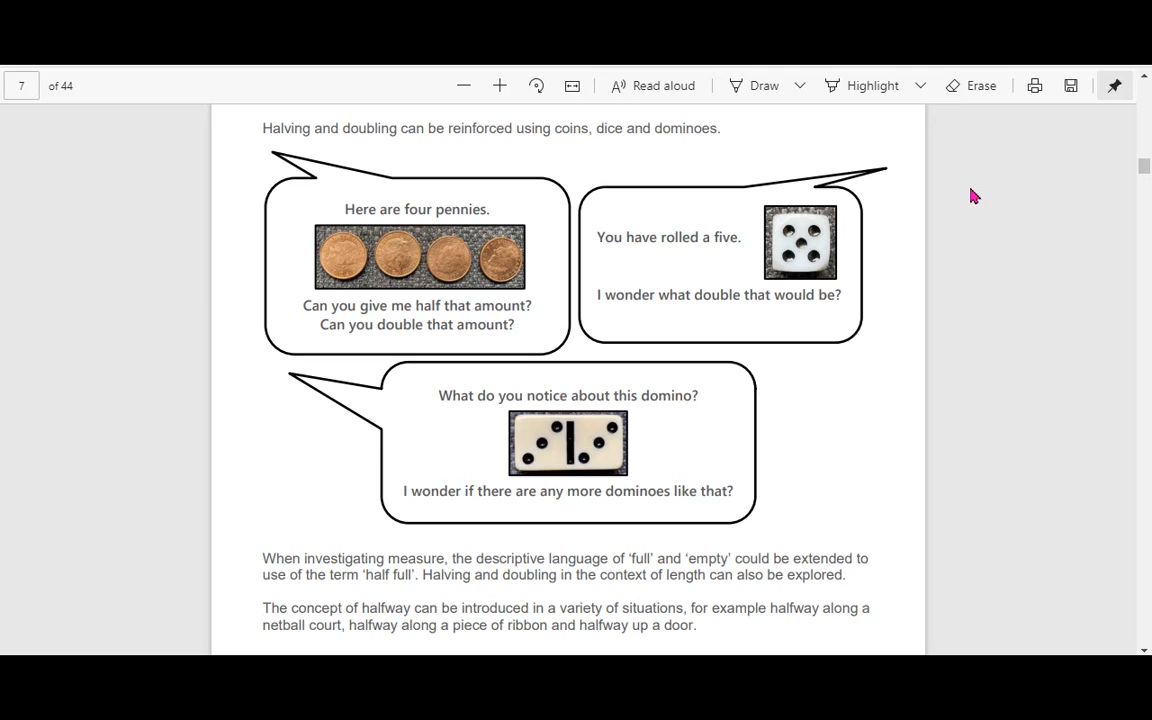 7 of 44 Read aloud Draw Highlight Erase
Halving and doubling can be reinforced using coins, dice and dominoes.
Here are four pennies.
Can you give me half that amount?
Can you double that amount?
You have rolled a five.
I wonder what double that would be?
What do you notice about this domino?
I wonder if there are any more dominoes like that?
When investigating measure, the descriptive language of ‘full’ and ‘empty’ could be extended to
use of the term ‘half full’. Halving and doubling in the context of length can also be explored.
The concept of halfway can be introduced in a variety of situations, for example halfway along a
netball court, halfway along a piece of ribbon and halfway up a door.